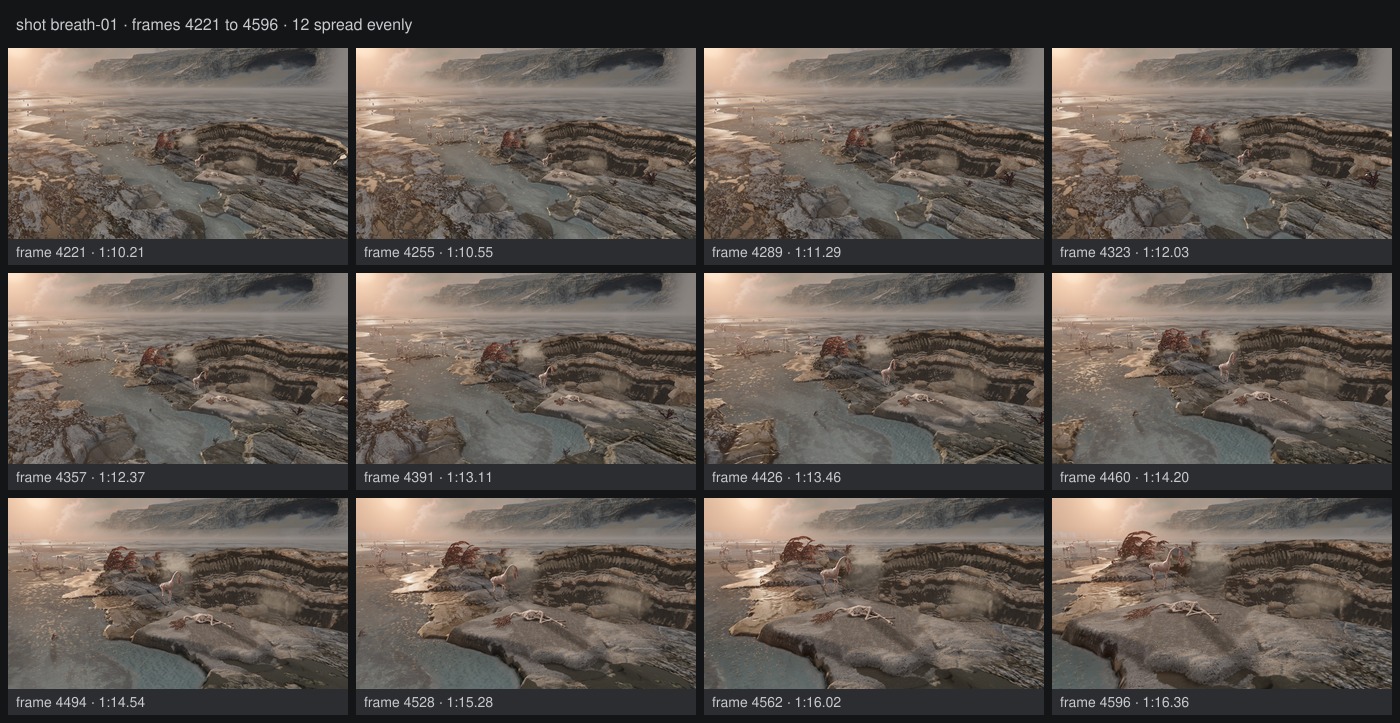 shot breath-01 · frames 4221 to 4596 · 12 spread evenly
frame 4221 · 1:10.21
frame 4255 · 1:10.55
frame 4289 · 1:11.29
frame 4323 · 1:12.03
frame 4357 · 1:12.37
frame 4391 · 1:13.11
frame 4426 · 1:13.46
frame 4460 · 1:14.20
frame 4494 · 1:14.54
frame 4528 · 1:15.28
frame 4562 · 1:16.02
frame 4596 · 1:16.36